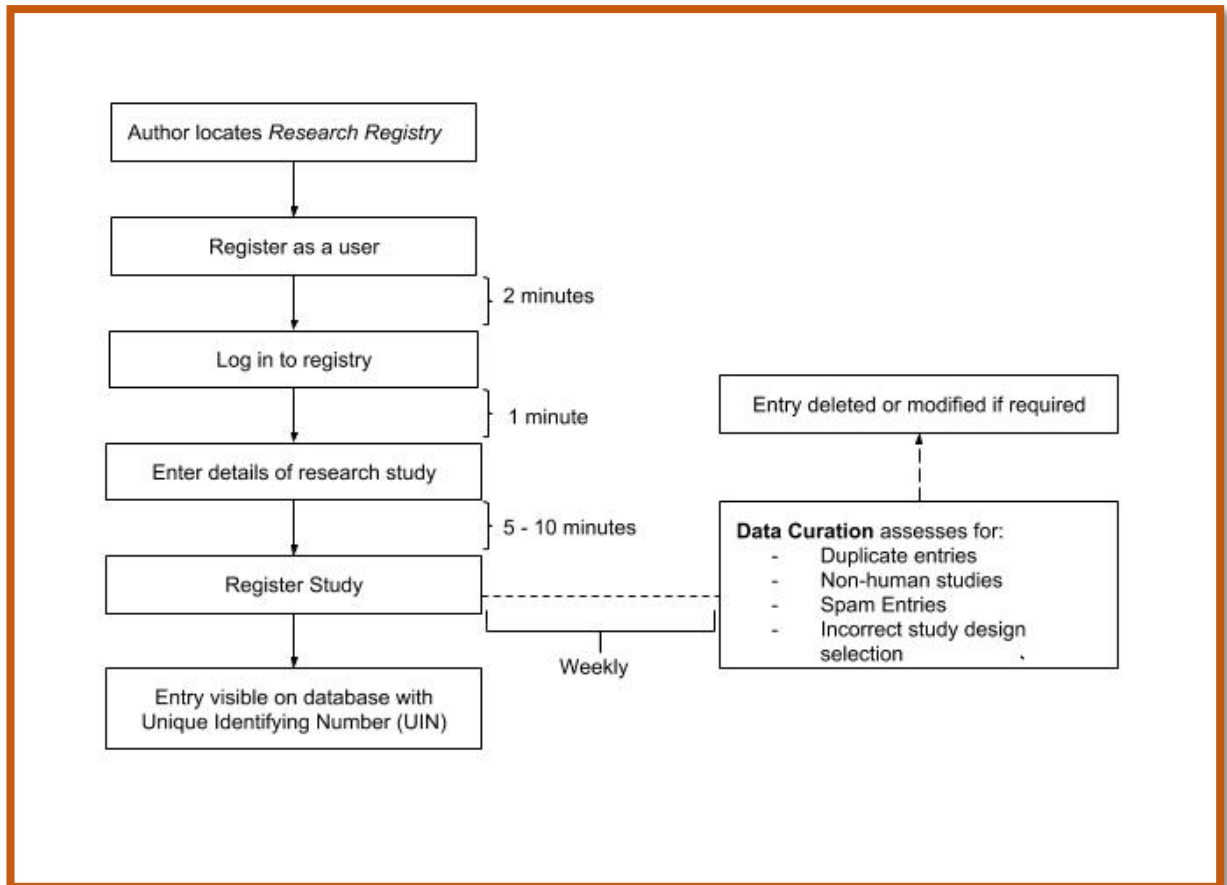 Author locates Research Registry
Register as a user
2 minutes
Log in to registry
1 minute
Enter details of research study
5 - 10 minutes
Register Study
Weekly
Entry visible on database with
Unique Identifying Number (UIN)
Entry deleted or modified if required
Data Curation assesses for:
- Duplicate entries
- Non-human studies
- Spam Entries
- Incorrect study design
selection